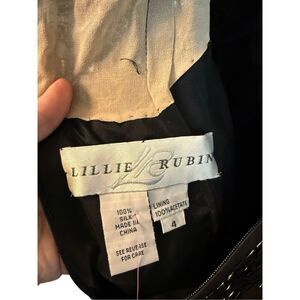 LILLIE RUBIN
100%
SILK
MADE IN
CHINA
SEE REVERSE
FOR CARE
LINING
100% ACETATE
4